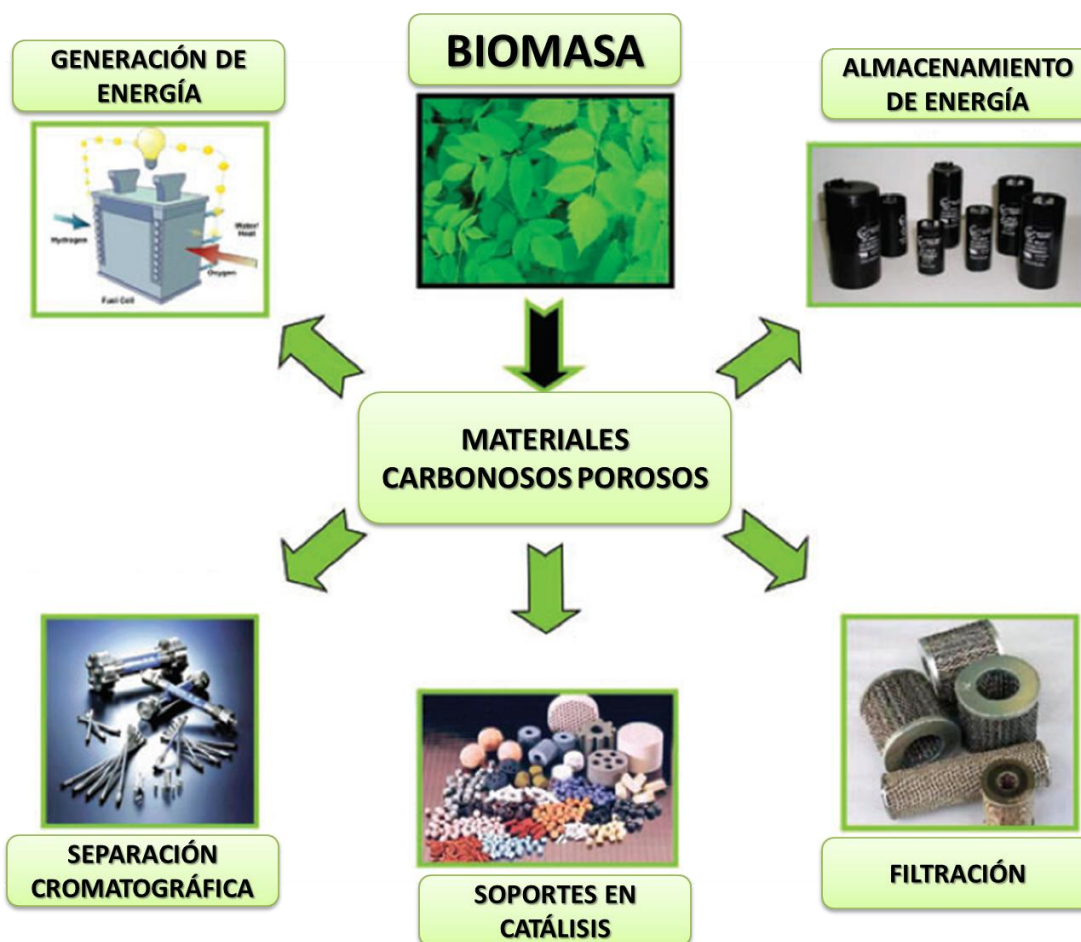 BIOMASA
GENERACIÓN DE
ENERGÍA
ALMACENAMIENTO
DE ENERGÍA
Hydrogen
Water/
Heat
Oxygen
Fuel Cell
MATERIALES
CARBONOSOS POROSOS
SEPARACIÓN
CROMATOGRÁFICA
SOPORTES EN
CATÁLISIS
FILTRACIÓN